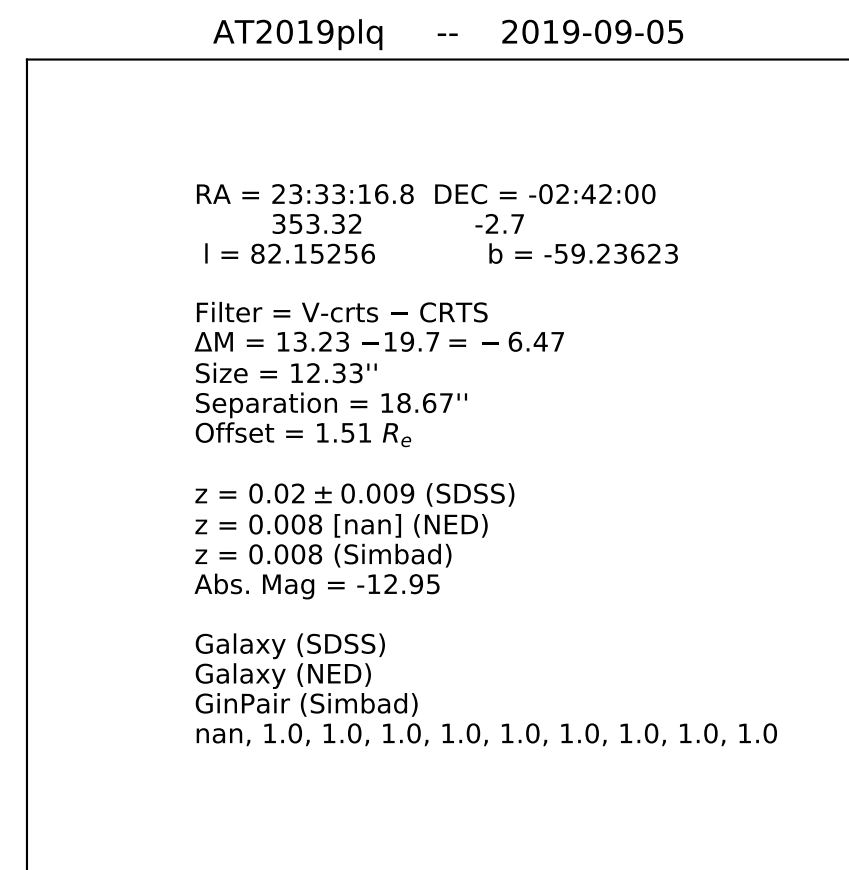 AT2019plq -- 2019-09-05
RA = 23:33:16.8 DEC = -02:42:00
353.32 -2.7
l = 82.15256 b = -59.23623
Filter = V-crts − CRTS
ΔM = 13.23 −19.7 = − 6.47
Size = 12.33''
Separation = 18.67''
Offset = 1.51 Rₑ
z = 0.02 ± 0.009 (SDSS)
z = 0.008 [nan] (NED)
z = 0.008 (Simbad)
Abs. Mag = -12.95
Galaxy (SDSS)
Galaxy (NED)
GinPair (Simbad)
nan, 1.0, 1.0, 1.0, 1.0, 1.0, 1.0, 1.0, 1.0, 1.0